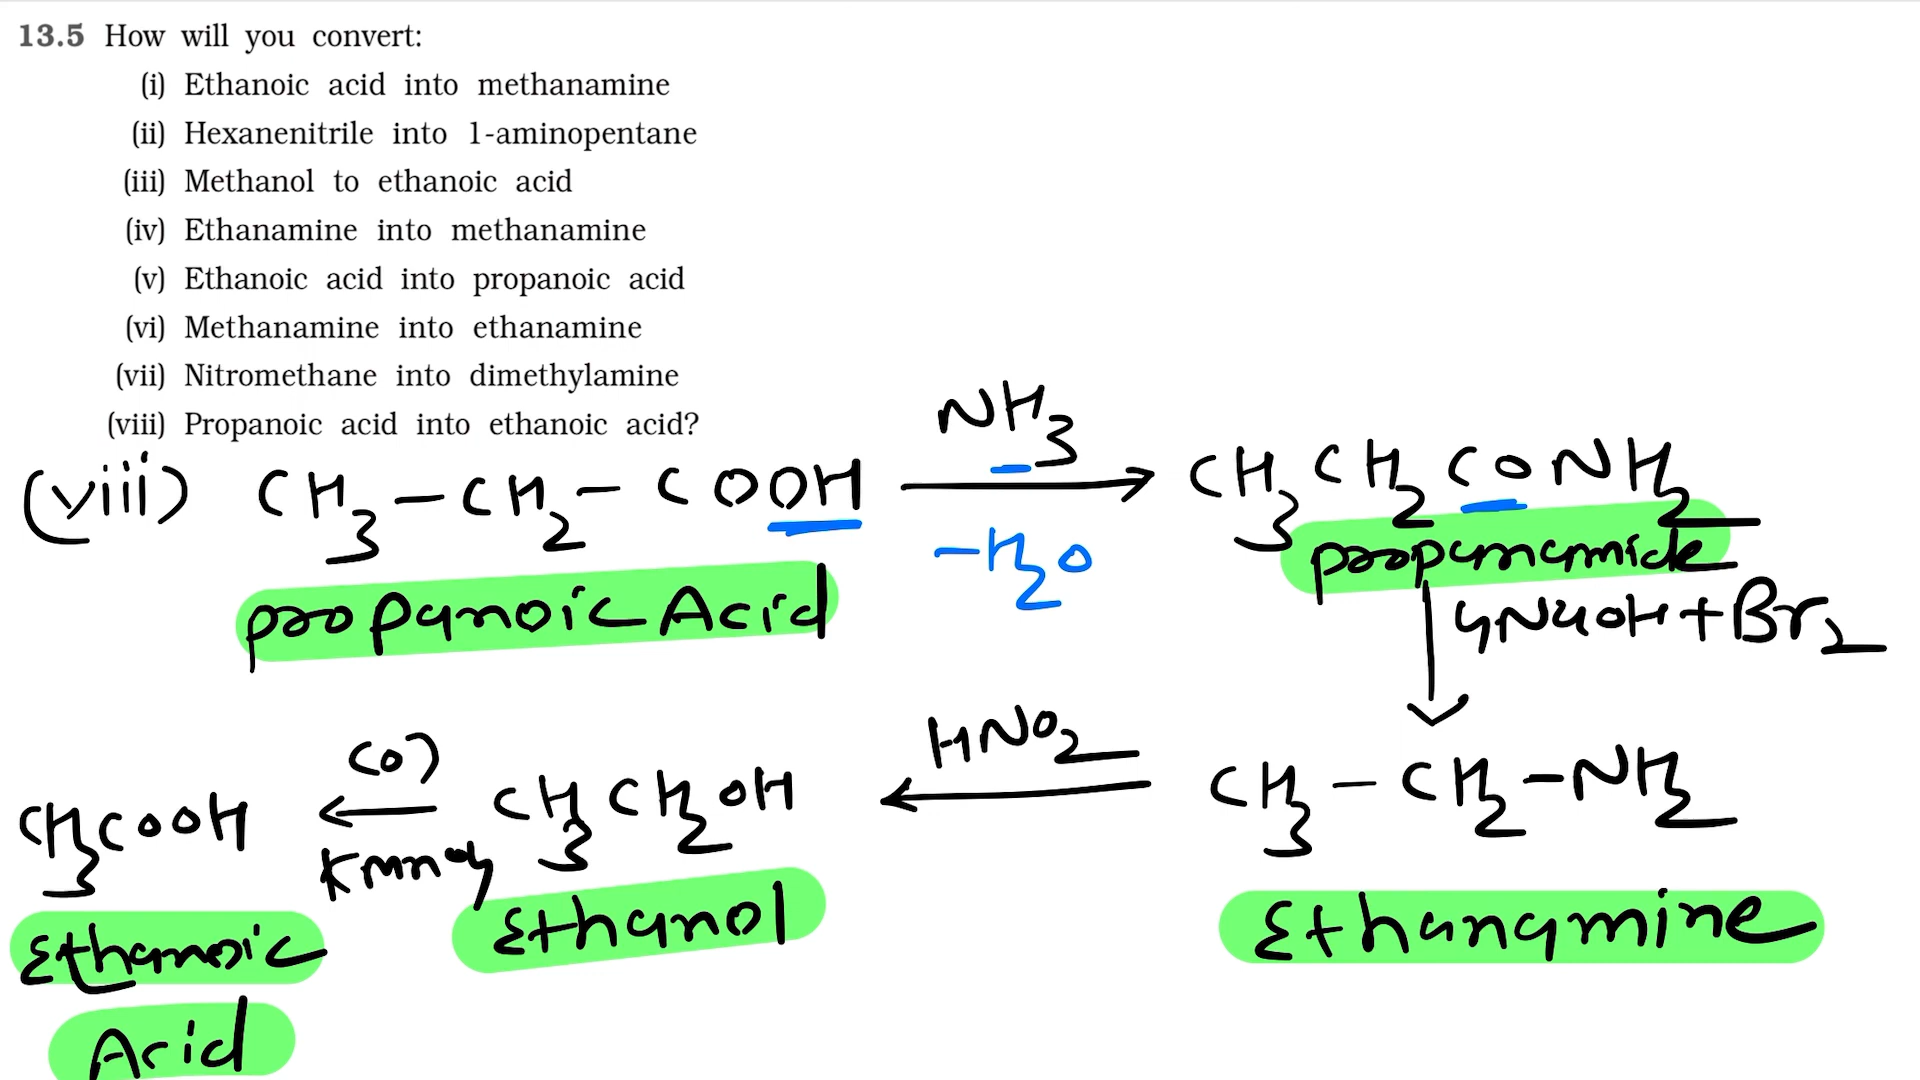 13.5 How will you convert:
(i) Ethanoic acid into methanamine
(ii) Hexanenitrile into 1-aminopentane
(iii) Methanol to ethanoic acid
(iv) Ethanamine into methanamine
(v) Ethanoic acid into propanoic acid
(vi) Methanamine into ethanamine
(vii) Nitromethane into dimethylamine
(viii) Propanoic acid into ethanoic acid?
NH3
(viii) CH3-CH2-COOH → CH3CH2CONH2
-H2O
propanoic Acid
propanamide
4NaOH + Br2
HNO2
(O)
CH3COOH ← CH3CH2OH ← CH3-CH2-NH2
KMnO4
Ethanoic Acid
Ethanol
Ethanamine